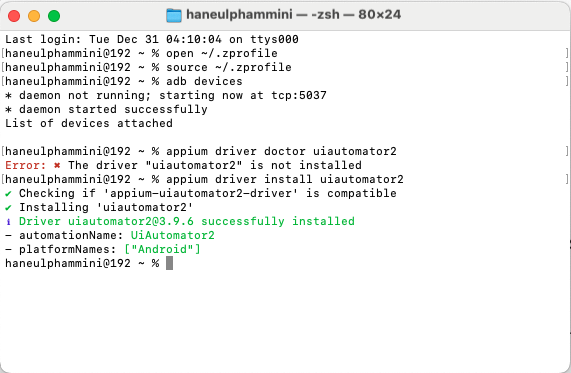 haneulphammini — -zsh — 80×24
Last login: Tue Dec 31 04:10:04 on ttys000
[haneulphammini@192 ~ % open ~/.zprofile ]
[haneulphammini@192 ~ % source ~/.zprofile ]
[haneulphammini@192 ~ % adb devices ]
* daemon not running; starting now at tcp:5037
* daemon started successfully
List of devices attached
[haneulphammini@192 ~ % appium driver doctor uiautomator2 ]
Error: ✖ The driver "uiautomator2" is not installed
[haneulphammini@192 ~ % appium driver install uiautomator2 ]
✔ Checking if 'appium-uiautomator2-driver' is compatible
✔ Installing 'uiautomator2'
ℹ Driver uiautomator2@3.9.6 successfully installed
– automationName: UiAutomator2
– platformNames: ["Android"]
haneulphammini@192 ~ %